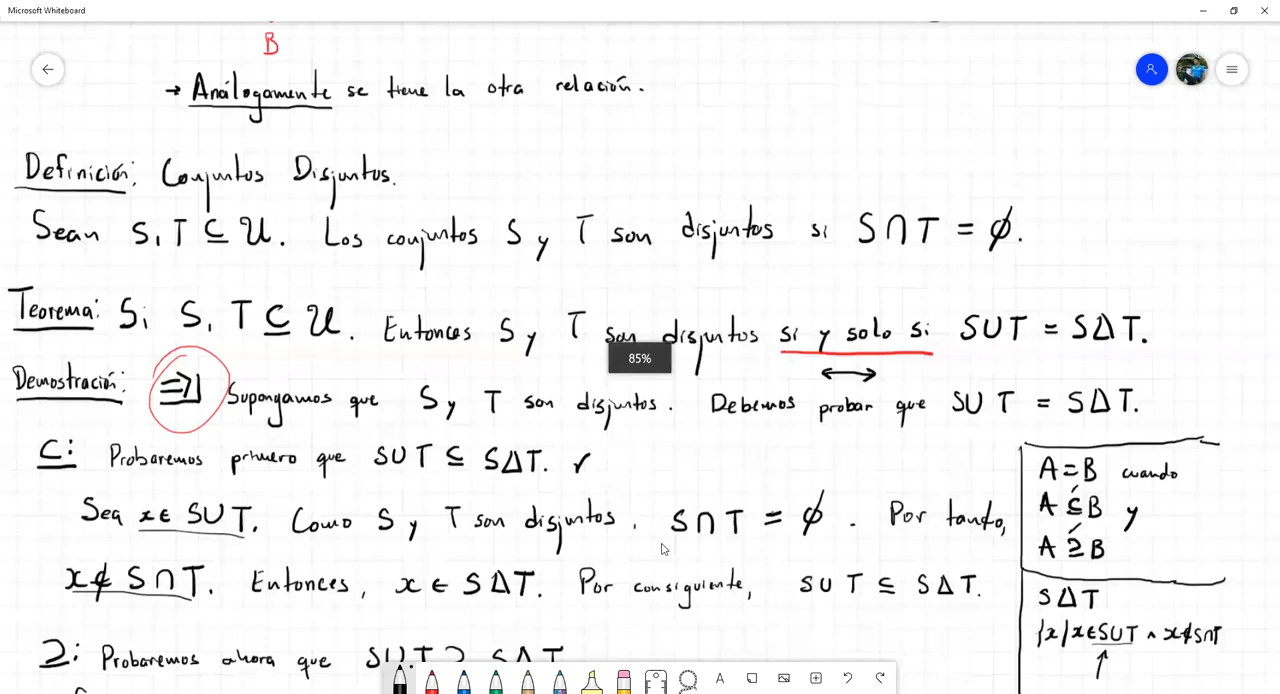 Microsoft Whiteboard
B
→ Análogamente se tiene la otra relación.
Definición: Conjuntos Disjuntos.
Sean S, T ⊆ U. Los conjuntos S y T son disjuntos si S ∩ T = ∅.
Teorema: Si S, T ⊆ U. Entonces S y T son disjuntos si y solo si S∪T = S∆T.
85%
Demostración: ⇒] Supongamos que S y T son disjuntos. Debemos probar que S∪T = S∆T.
⊂: Probaremos primero que S∪T ⊆ S∆T. ✓
Sea x ∈ S∪T. Como S y T son disjuntos, S∩T = ∅. Por tanto,
x ∉ S∩T. Entonces, x ∈ S∆T. Por consiguiente, S∪T ⊆ S∆T.
⊇: Probaremos ahora que S∪T ⊇ S∆T
A = B cuando
A ⊆ B y
A ⊇ B
S∆T
{x/x∈S∪T ∧ x∉S∩T
A